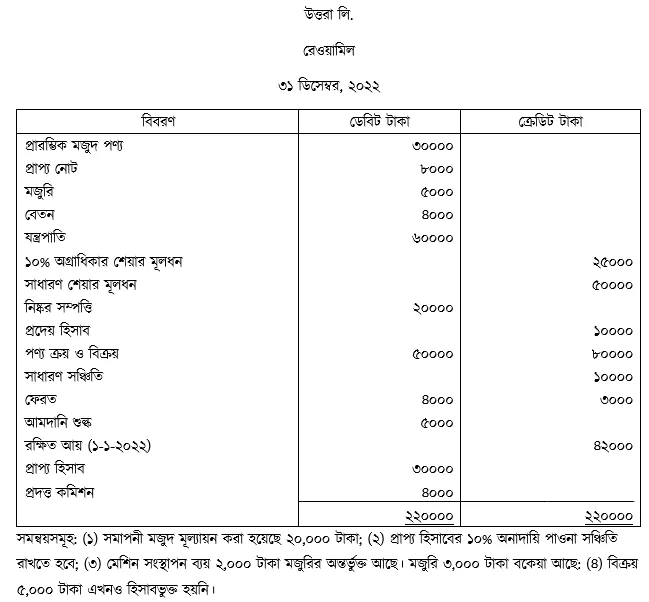 উত্তরা লি.
রেওয়ামিল
৩১ ডিসেম্বর, ২০২২
বিবরণ ডেবিট টাকা ক্রেডিট টাকা
প্রারম্ভিক মজুদ পণ্য ৩০০০০
প্রাপ্য নোট ৮০০০
মজুরি ৫০০০
বেতন ৪০০০
যন্ত্রপাতি ৬০০০০
১০% অগ্রাধিকার শেয়ার মূলধন ২৫০০০
সাধারণ শেয়ার মূলধন ৫০০০০
নিষ্কর সম্পত্তি ২০০০০
প্রদেয় হিসাব ১০০০০
পণ্য ক্রয় ও বিক্রয় ৫০০০০ ৮০০০০
সাধারণ সঞ্চিতি ১০০০০
ফেরত ৪০০০ ৩০০০
আমদানি শুল্ক ৫০০০
রক্ষিত আয় (১-১-২০২২) ৪২০০০
প্রাপ্য হিসাব ৩০০০০
প্রদত্ত কমিশন ৪০০০
২২০০০০ ২২০০০০
সমন্বয়সমূহ: (১) সমাপনী মজুদ মূল্যায়ন করা হয়েছে ২০,০০০ টাকা; (২) প্রাপ্য হিসাবের ১০% অনাদায়ি পাওনা সঞ্চিতি
রাখতে হবে; (৩) মেশিন সংস্থাপন ব্যয় ২,০০০ টাকা মজুরির অন্তর্ভুক্ত আছে। মজুরি ৩,০০০ টাকা বকেয়া আছে: (৪) বিক্রয়
৫,০০০ টাকা এখনও হিসাবভুক্ত হয়নি।